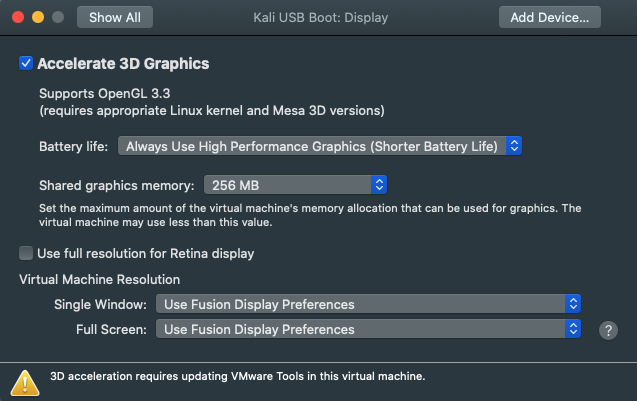 Show All
Kali USB Boot: Display
Add Device...
Accelerate 3D Graphics
Supports OpenGL 3.3
(requires appropriate Linux kernel and Mesa 3D versions)
Battery life:
Always Use High Performance Graphics (Shorter Battery Life)
Shared graphics memory:
256 MB
Set the maximum amount of the virtual machine's memory allocation that can be used for graphics. The
virtual machine may use less than this value.
Use full resolution for Retina display
Virtual Machine Resolution
Single Window:
Use Fusion Display Preferences
Full Screen:
Use Fusion Display Preferences
?
3D acceleration requires updating VMware Tools in this virtual machine.